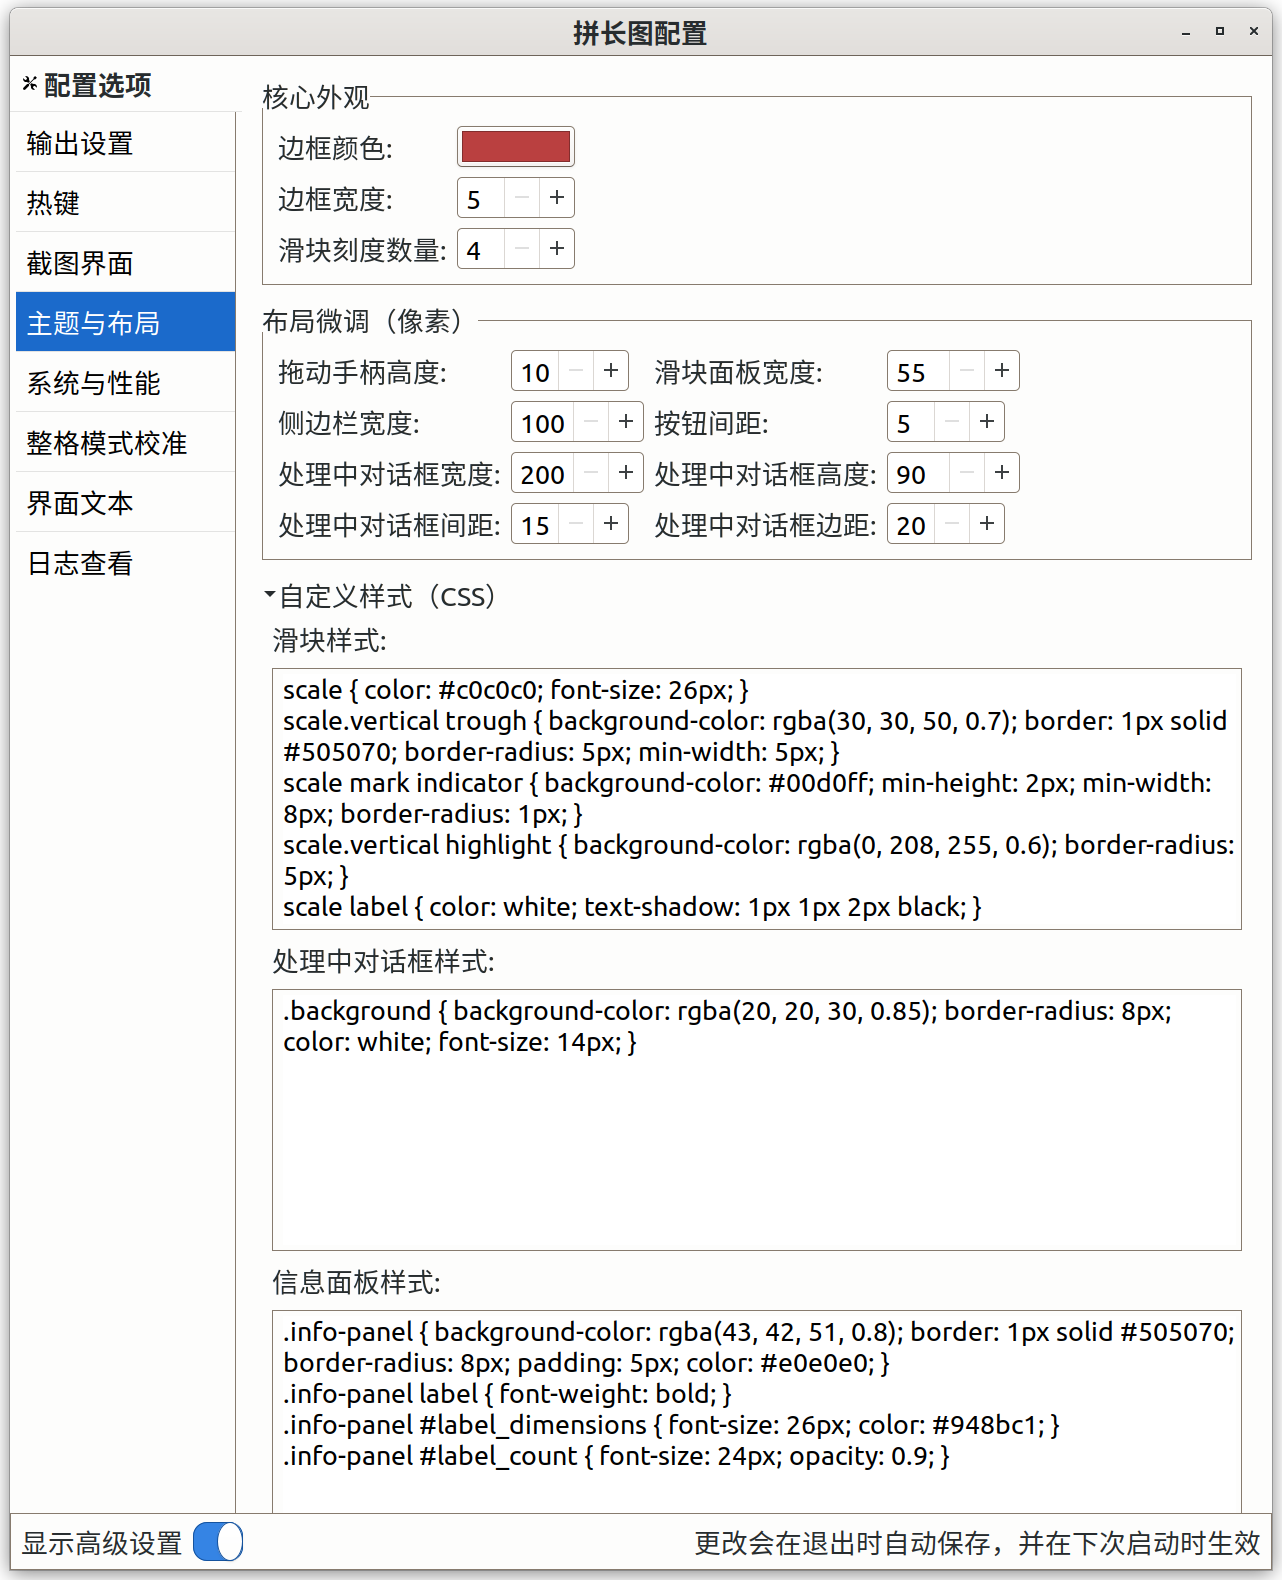 拼长图配置
配置选项
输出设置
热键
截图界面
主题与布局
系统与性能
整格模式校准
界面文本
日志查看
核心外观
边框颜色:
边框宽度: 5
滑块刻度数量: 4
布局微调（像素）
拖动手柄高度: 10 滑块面板宽度: 55
侧边栏宽度: 100 按钮间距: 5
处理中对话框宽度: 200 处理中对话框高度: 90
处理中对话框间距: 15 处理中对话框边距: 20
自定义样式（CSS）
滑块样式:
scale { color: #c0c0c0; font-size: 26px; }
scale.vertical trough { background-color: rgba(30, 30, 50, 0.7); border: 1px solid
#505070; border-radius: 5px; min-width: 5px; }
scale mark indicator { background-color: #00d0ff; min-height: 2px; min-width:
8px; border-radius: 1px; }
scale.vertical highlight { background-color: rgba(0, 208, 255, 0.6); border-radius:
5px; }
scale label { color: white; text-shadow: 1px 1px 2px black; }
处理中对话框样式:
.background { background-color: rgba(20, 20, 30, 0.85); border-radius: 8px;
color: white; font-size: 14px; }
信息面板样式:
.info-panel { background-color: rgba(43, 42, 51, 0.8); border: 1px solid #505070;
border-radius: 8px; padding: 5px; color: #e0e0e0; }
.info-panel label { font-weight: bold; }
.info-panel #label_dimensions { font-size: 26px; color: #948bc1; }
.info-panel #label_count { font-size: 24px; opacity: 0.9; }
显示高级设置
更改会在退出时自动保存，并在下次启动时生效